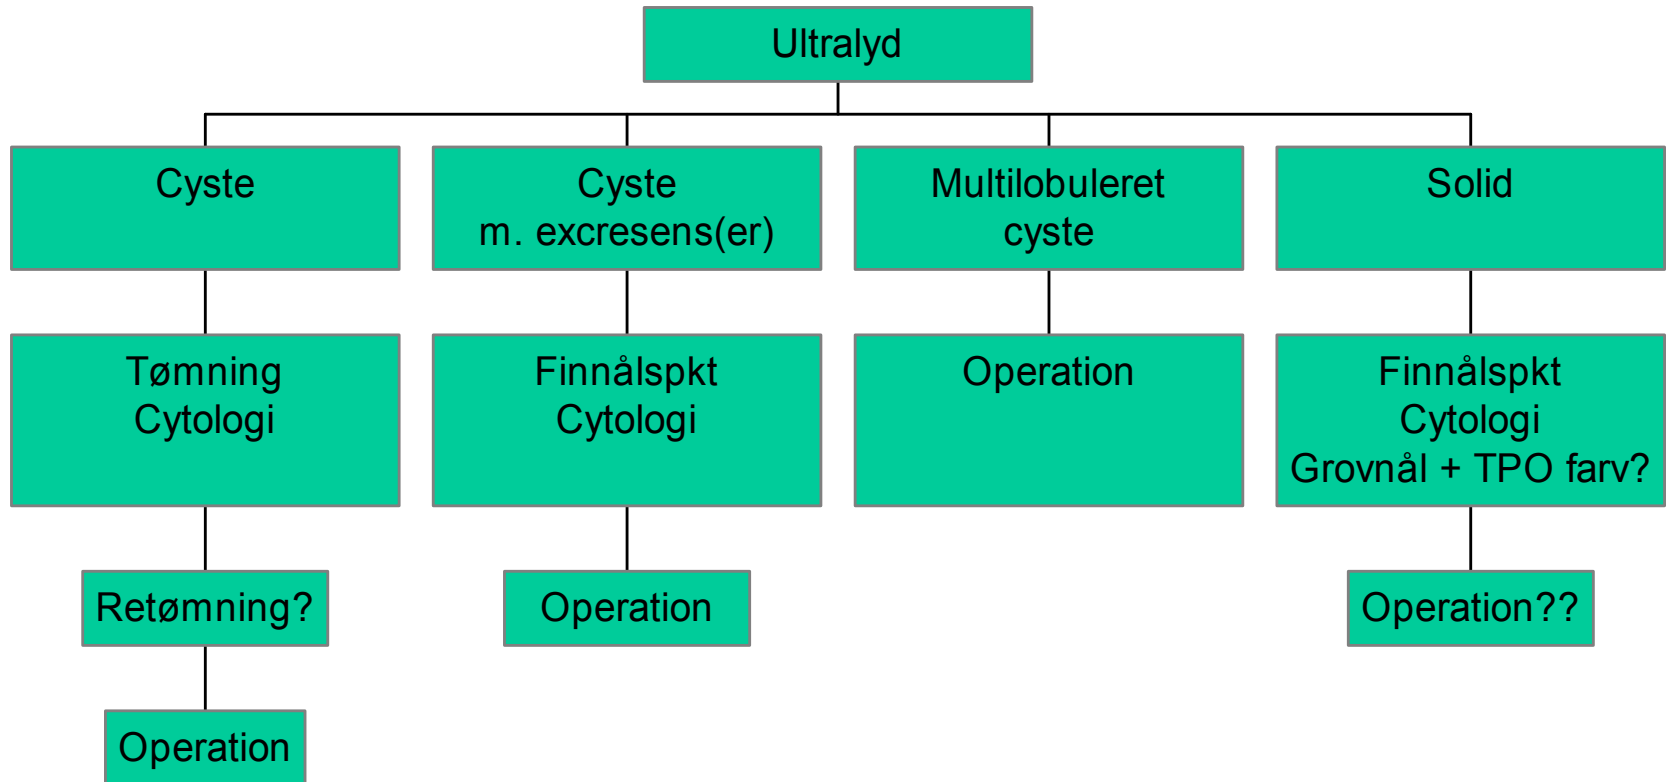 Ultralyd
Cyste
Cyste
m. excresens(er)
Multilobuleret
cyste
Solid
Tømning
Cytologi
Finnålspkt
Cytologi
Operation
Finnålspkt
Cytologi
Grovnål + TPO farv?
Retømning?
Operation
Operation??
Operation